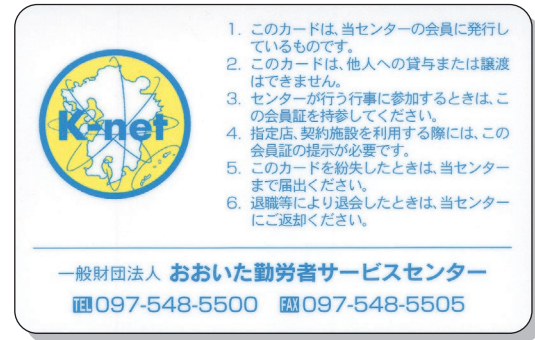 K-net
1. このカードは、当センターの会員に発行し
ているものです。
2. このカードは、他人への貸与または譲渡
はできません。
3. センターが行う行事に参加するときは、こ
の会員証を持参してください。
4. 指定店、契約施設を利用する際には、この
会員証の提示が必要です。
5. このカードを紛失したときは、当センター
まで届出ください。
6. 退職等により退会したときは、当センター
にご返却ください。
一般財団法人 おおいた勤労者サービスセンター
TEL097-548-5500 FAX097-548-5505